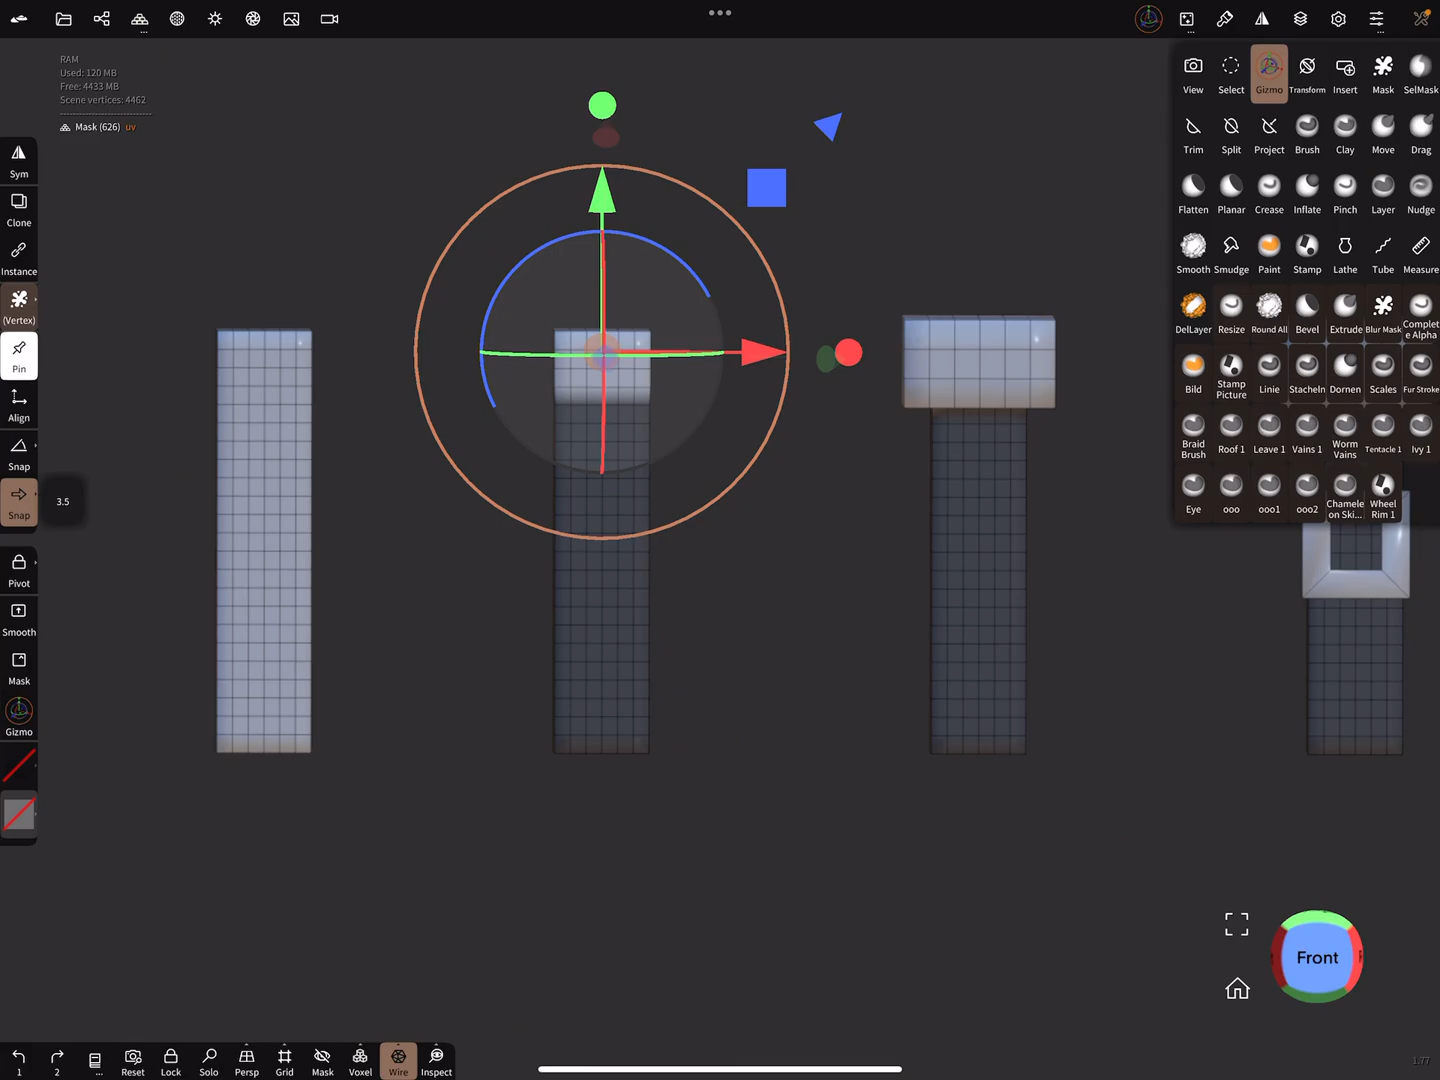 RAM
Used: 120 MB
Free: 4433 MB
Scene vertices: 4462
Mask (626) uv
Sym
Clone
Instance
(Vertex)
Pin
Align
Snap
Snap
3.5
Pivot
Smooth
Mask
Gizmo
View Select Gizmo Transform Insert Mask SelMask
Trim Split Project Brush Clay Move Drag
Flatten Planar Crease Inflate Pinch Layer Nudge
Smooth Smudge Paint Stamp Lathe Tube Measure
DelLayer Resize Round All Bevel Extrude Blur Mask Complet
e Alpha
Bild Stamp Linie Stacheln Dornen Scales Fur Stroke
Picture
Braid Roof 1 Leave 1 Vains 1 Worm Tentacle 1 Ivy 1
Brush Vains
Eye ooo ooo1 ooo2 Chamele Wheel
on Ski... Rim 1
Front
1 2 ... Reset Lock Solo Persp Grid Mask Voxel Wire Inspect
1.77